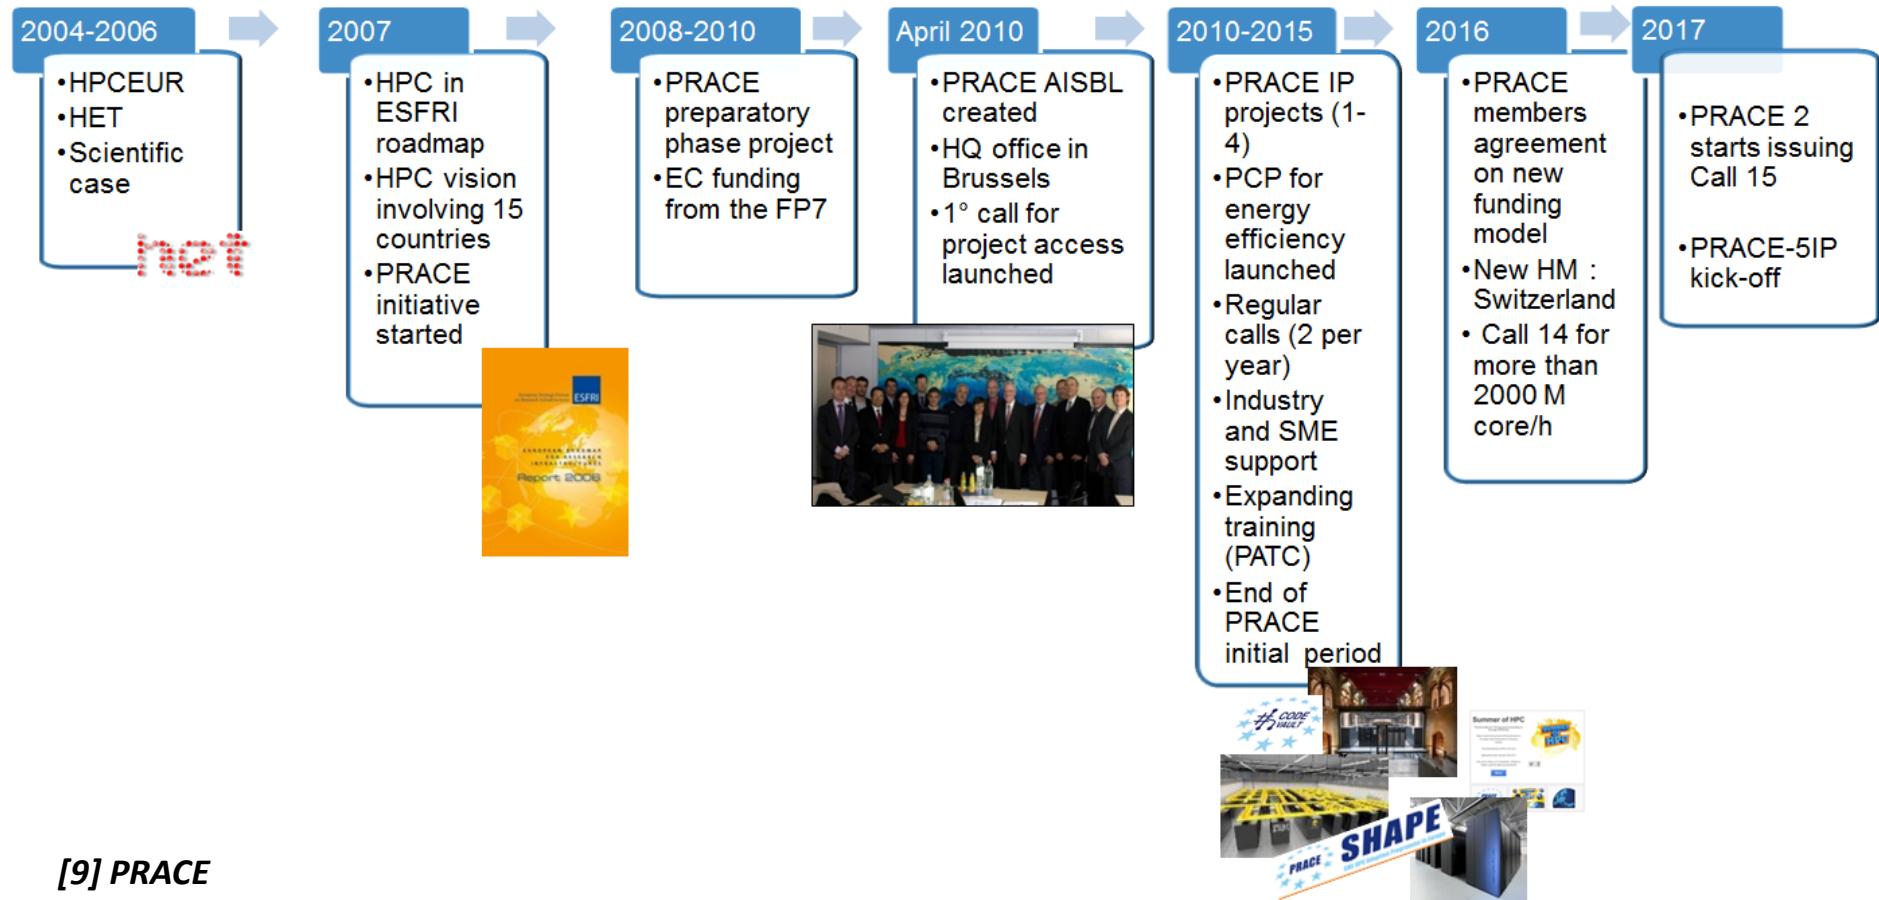 2004-2006
•HPCEUR
•HET
•Scientific
case
het
2007
•HPC in
ESFRI
roadmap
•HPC vision
involving 15
countries
•PRACE
initiative
started
ESFRI
EUROPEAN ROADMAP
FOR RESEARCH
INFRASTRUCTURES
Report 2006
2008-2010
•PRACE
preparatory
phase project
•EC funding
from the FP7
April 2010
•PRACE AISBL
created
•HQ office in
Brussels
•1° call for
project access
launched
2010-2015
•PRACE IP
projects (1-
4)
•PCP for
energy
efficiency
launched
•Regular
calls (2 per
year)
•Industry
and SME
support
•Expanding
training
(PATC)
•End of
PRACE
initial period
CODE
VAULT
Summer of HPC
PRACE
SHAPE
2016
•PRACE
members
agreement
on new
funding
model
•New HM :
Switzerland
• Call 14 for
more than
2000 M
core/h
2017
•PRACE 2
starts issuing
Call 15
•PRACE-5IP
kick-off
[9] PRACE